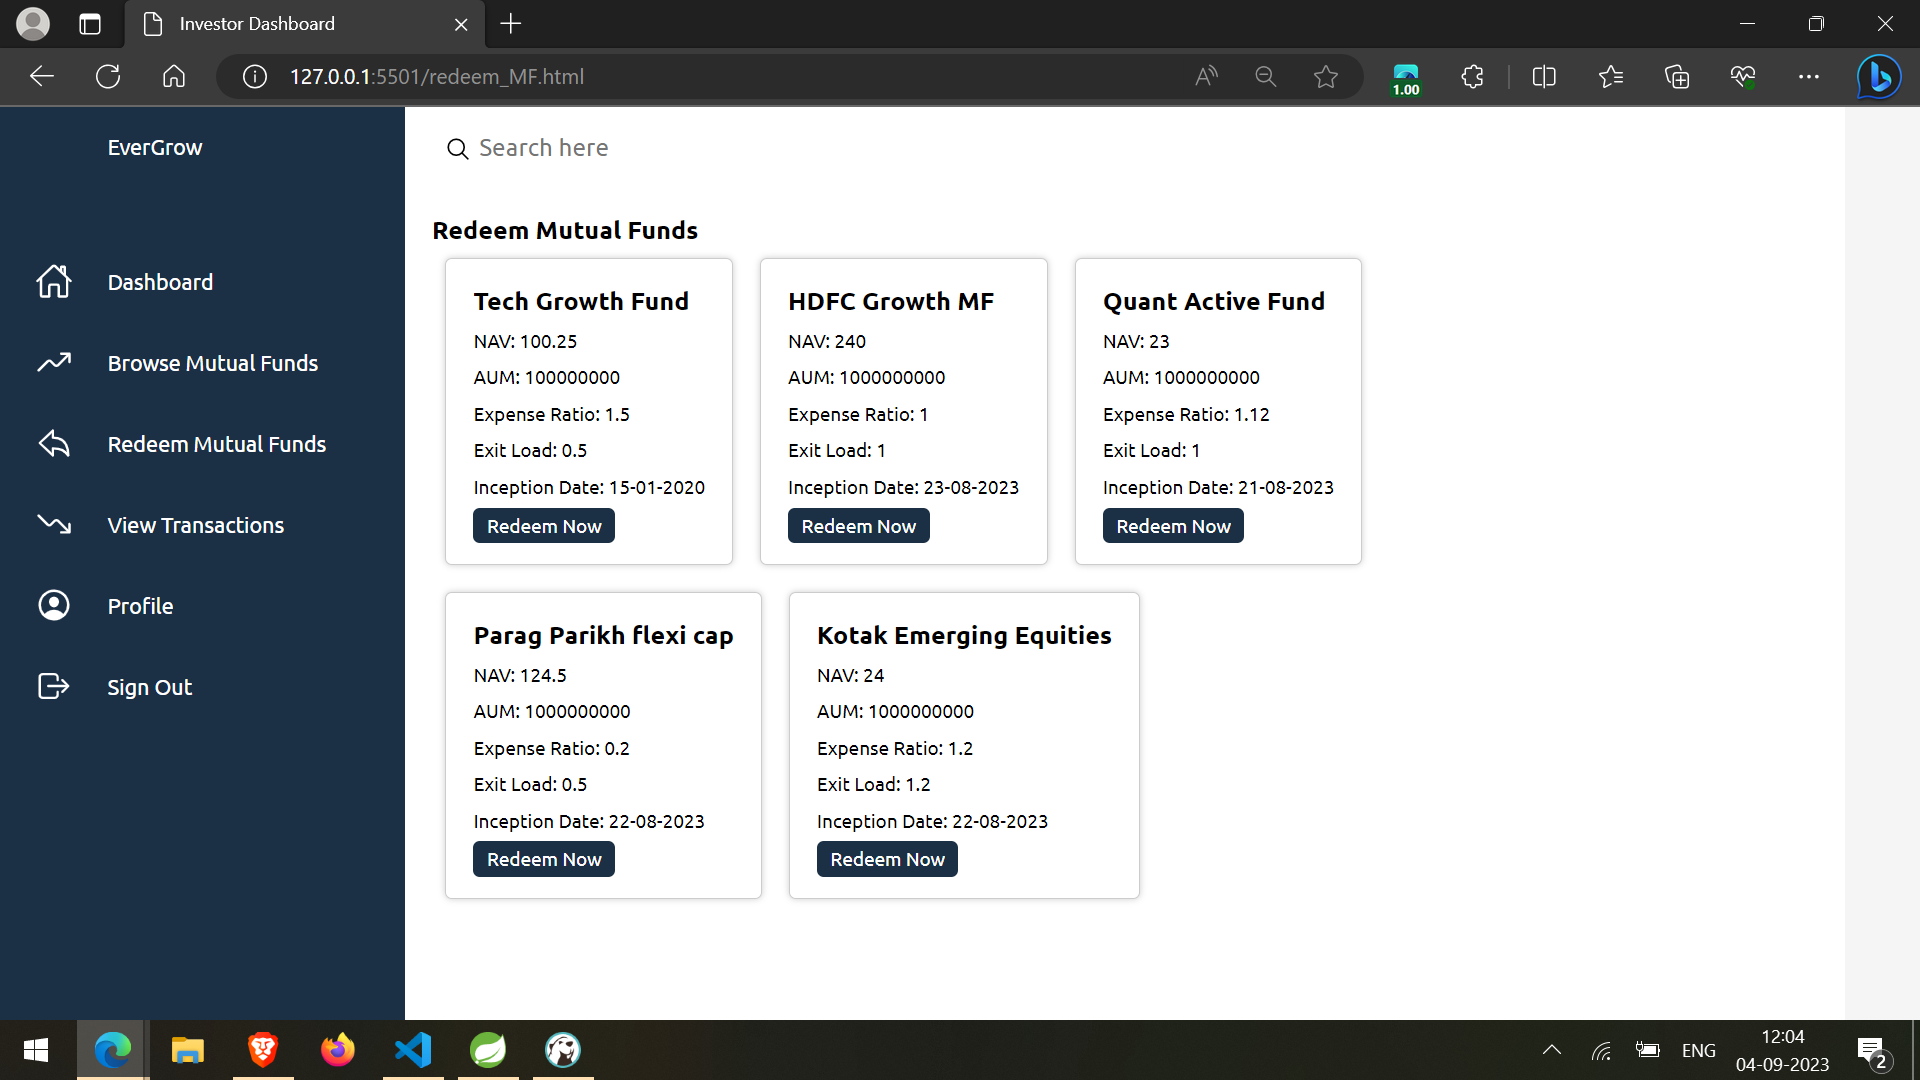 Investor Dashboard
127.0.0.1:5501/redeem_MF.html
1.00
EverGrow
Search here
Dashboard
Browse Mutual Funds
Redeem Mutual Funds
View Transactions
Profile
Sign Out
Redeem Mutual Funds
Tech Growth Fund
NAV: 100.25
AUM: 100000000
Expense Ratio: 1.5
Exit Load: 0.5
Inception Date: 15-01-2020
Redeem Now
HDFC Growth MF
NAV: 240
AUM: 1000000000
Expense Ratio: 1
Exit Load: 1
Inception Date: 23-08-2023
Redeem Now
Quant Active Fund
NAV: 23
AUM: 1000000000
Expense Ratio: 1.12
Exit Load: 1
Inception Date: 21-08-2023
Redeem Now
Parag Parikh flexi cap
NAV: 124.5
AUM: 1000000000
Expense Ratio: 0.2
Exit Load: 0.5
Inception Date: 22-08-2023
Redeem Now
Kotak Emerging Equities
NAV: 24
AUM: 1000000000
Expense Ratio: 1.2
Exit Load: 1.2
Inception Date: 22-08-2023
Redeem Now
ENG
12:04
04-09-2023
2